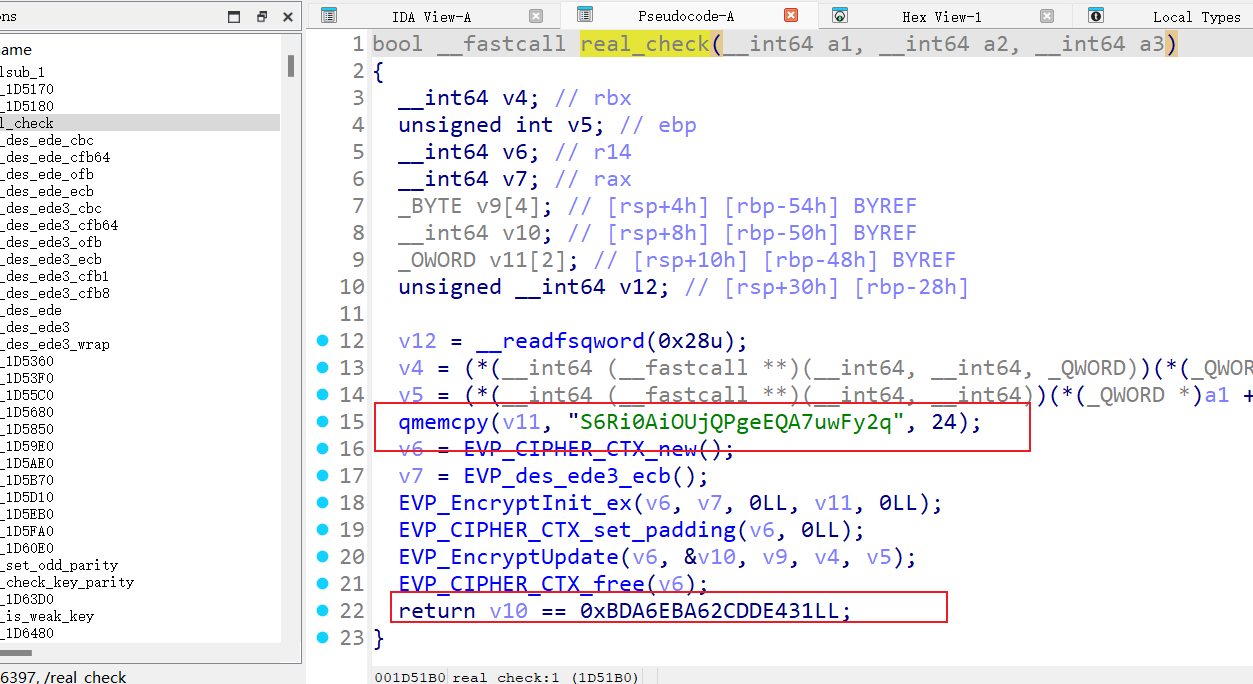 ns
IDA View-A
Pseudocode-A
Hex View-1
Local Types
ame
lsub_1
_1D5170
_1D5180
l_check
_des_ede_cbc
_des_ede_cfb64
_des_ede_ofb
_des_ede_ecb
_des_ede3_cbc
_des_ede3_cfb64
_des_ede3_ofb
_des_ede3_ecb
_des_ede3_cfb1
_des_ede3_cfb8
_des_ede
_des_ede3
_des_ede3_wrap
_1D5360
_1D53F0
_1D55C0
_1D5680
_1D5850
_1D59E0
_1D5AE0
_1D5B70
_1D5D10
_1D5EB0
_1D5FA0
_1D60E0
_set_odd_parity
_check_key_parity
_1D63D0
_is_weak_key
_1D6480
6397, /real_check
1 bool __fastcall real_check(__int64 a1, __int64 a2, __int64 a3)
2 {
3 __int64 v4; // rbx
4 unsigned int v5; // ebp
5 __int64 v6; // r14
6 __int64 v7; // rax
7 _BYTE v9[4]; // [rsp+4h] [rbp-54h] BYREF
8 __int64 v10; // [rsp+8h] [rbp-50h] BYREF
9 _OWORD v11[2]; // [rsp+10h] [rbp-48h] BYREF
10 unsigned __int64 v12; // [rsp+30h] [rbp-28h]
11
12 v12 = __readfsqword(0x28u);
13 v4 = (*(__int64 (__fastcall **)(__int64, __int64, _QWORD))(*(_QWOR
14 v5 = (*(__int64 (__fastcall **)(__int64, __int64))(*(_QWORD *)a1 +
15 qmemcpy(v11, "S6Ri0AiOUjQPgeEQA7uwFy2q", 24);
16 v6 = EVP_CIPHER_CTX_new();
17 v7 = EVP_des_ede3_ecb();
18 EVP_EncryptInit_ex(v6, v7, 0LL, v11, 0LL);
19 EVP_CIPHER_CTX_set_padding(v6, 0LL);
20 EVP_EncryptUpdate(v6, &v10, v9, v4, v5);
21 EVP_CIPHER_CTX_free(v6);
22 return v10 == 0xBDA6EBA62CDDE431LL;
23 }
001D51B0 real_check:1 (1D51B0)